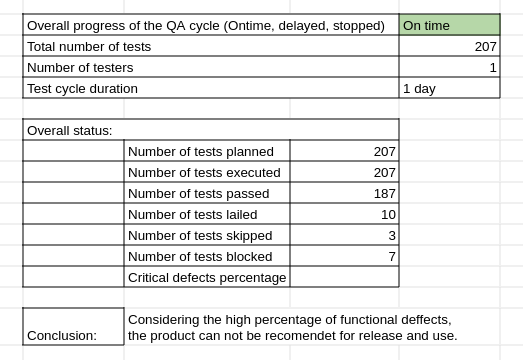 Overall progress of the QA cycle (Ontime, delayed, stopped) On time
Total number of tests 207
Number of testers 1
Test cycle duration 1 day
Overall status:
Number of tests planned 207
Number of tests executed 207
Number of tests passed 187
Number of tests lailed 10
Number of tests skipped 3
Number of tests blocked 7
Critical defects percentage
Considering the high percentage of functional deffects,
Conclusion: the product can not be recomendet for release and use.